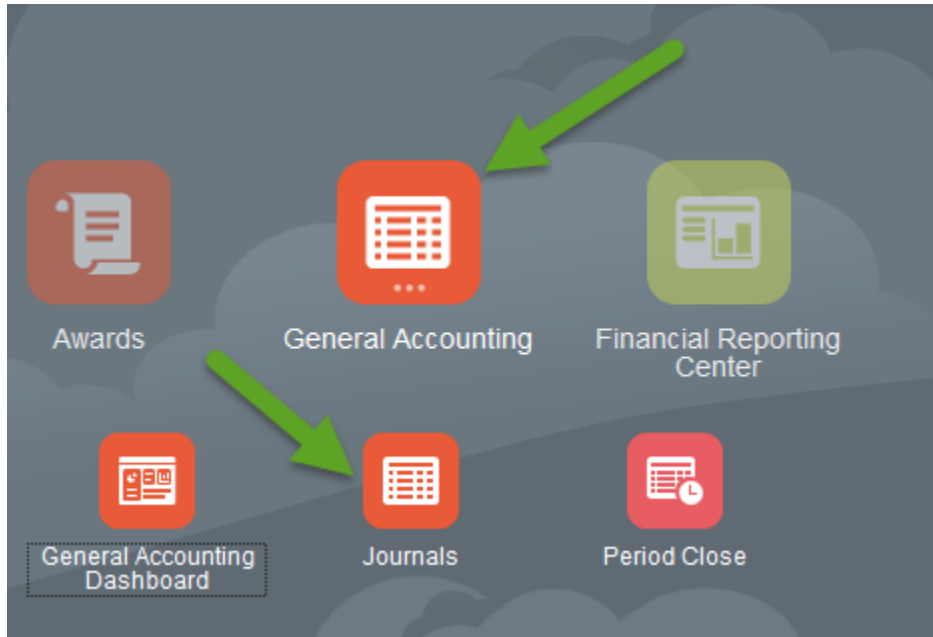 Awards
General Accounting
Financial Reporting
Center
General Accounting
Dashboard
Journals
Period Close